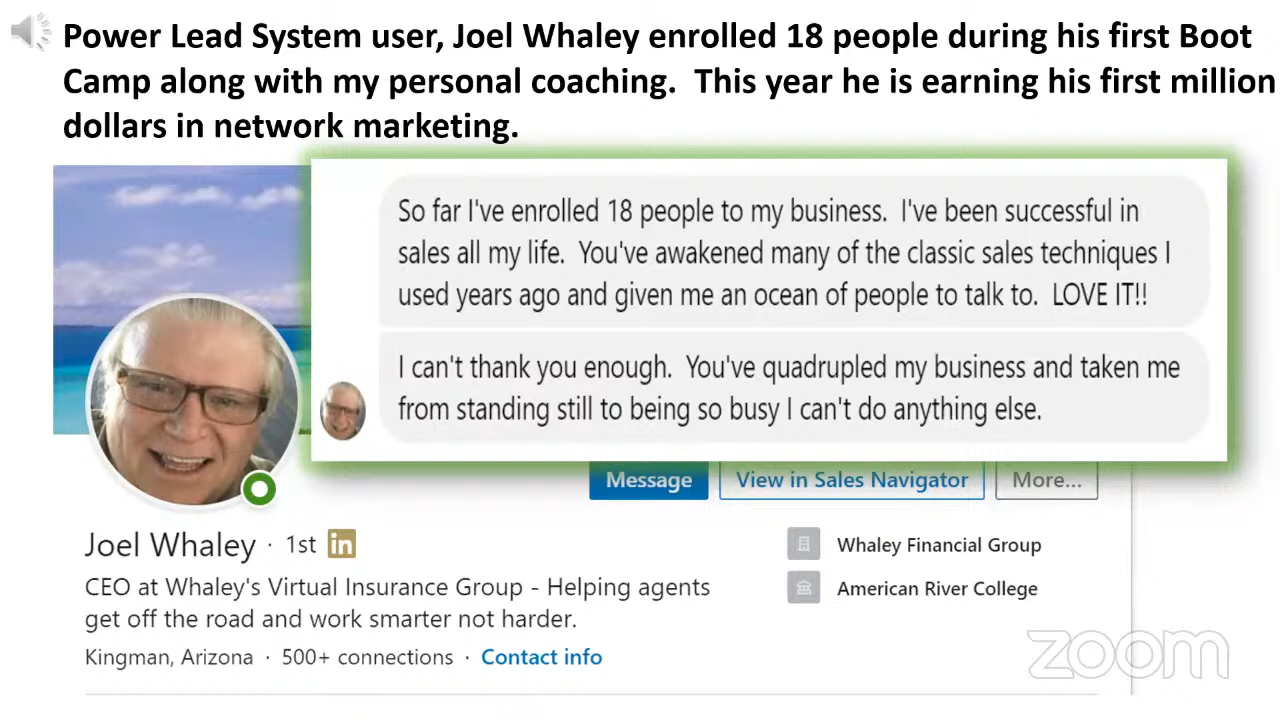 Power Lead System user, Joel Whaley enrolled 18 people during his first Boot
Camp along with my personal coaching.  This year he is earning his first million
dollars in network marketing.
So far I've enrolled 18 people to my business.  I've been successful in
sales all my life.  You've awakened many of the classic sales techniques I
used years ago and given me an ocean of people to talk to.  LOVE IT!!
I can't thank you enough.  You've quadrupled my business and taken me
from standing still to being so busy I can't do anything else.
Message
View in Sales Navigator
More...
Joel Whaley · 1st in
CEO at Whaley's Virtual Insurance Group - Helping agents
get off the road and work smarter not harder.
Kingman, Arizona · 500+ connections · Contact info
Whaley Financial Group
American River College
zoom